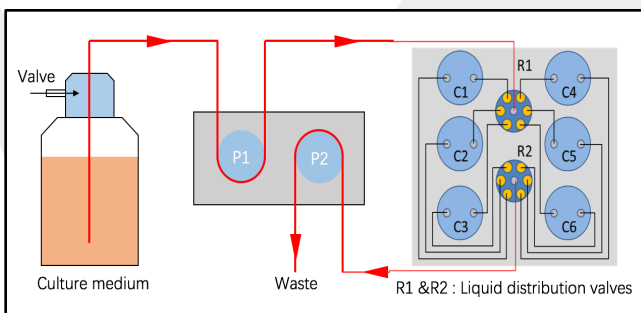 Valve
P1
P2
R1
C1
C4
C2
C5
R2
C3
C6
Culture medium
Waste
R1 &R2 : Liquid distribution valves